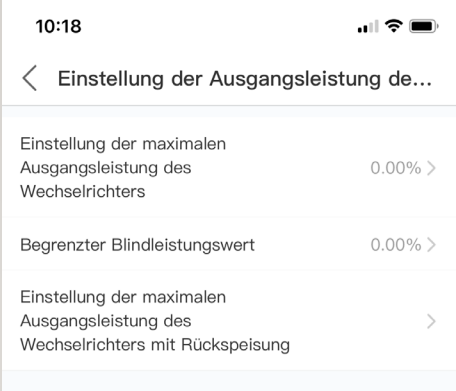 10:18
Einstellung der Ausgangsleistung de...
Einstellung der maximalen
Ausgangsleistung des
Wechselrichters
0.00%
Begrenzter Blindleistungswert
0.00%
Einstellung der maximalen
Ausgangsleistung des
Wechselrichters mit Rückspeisung